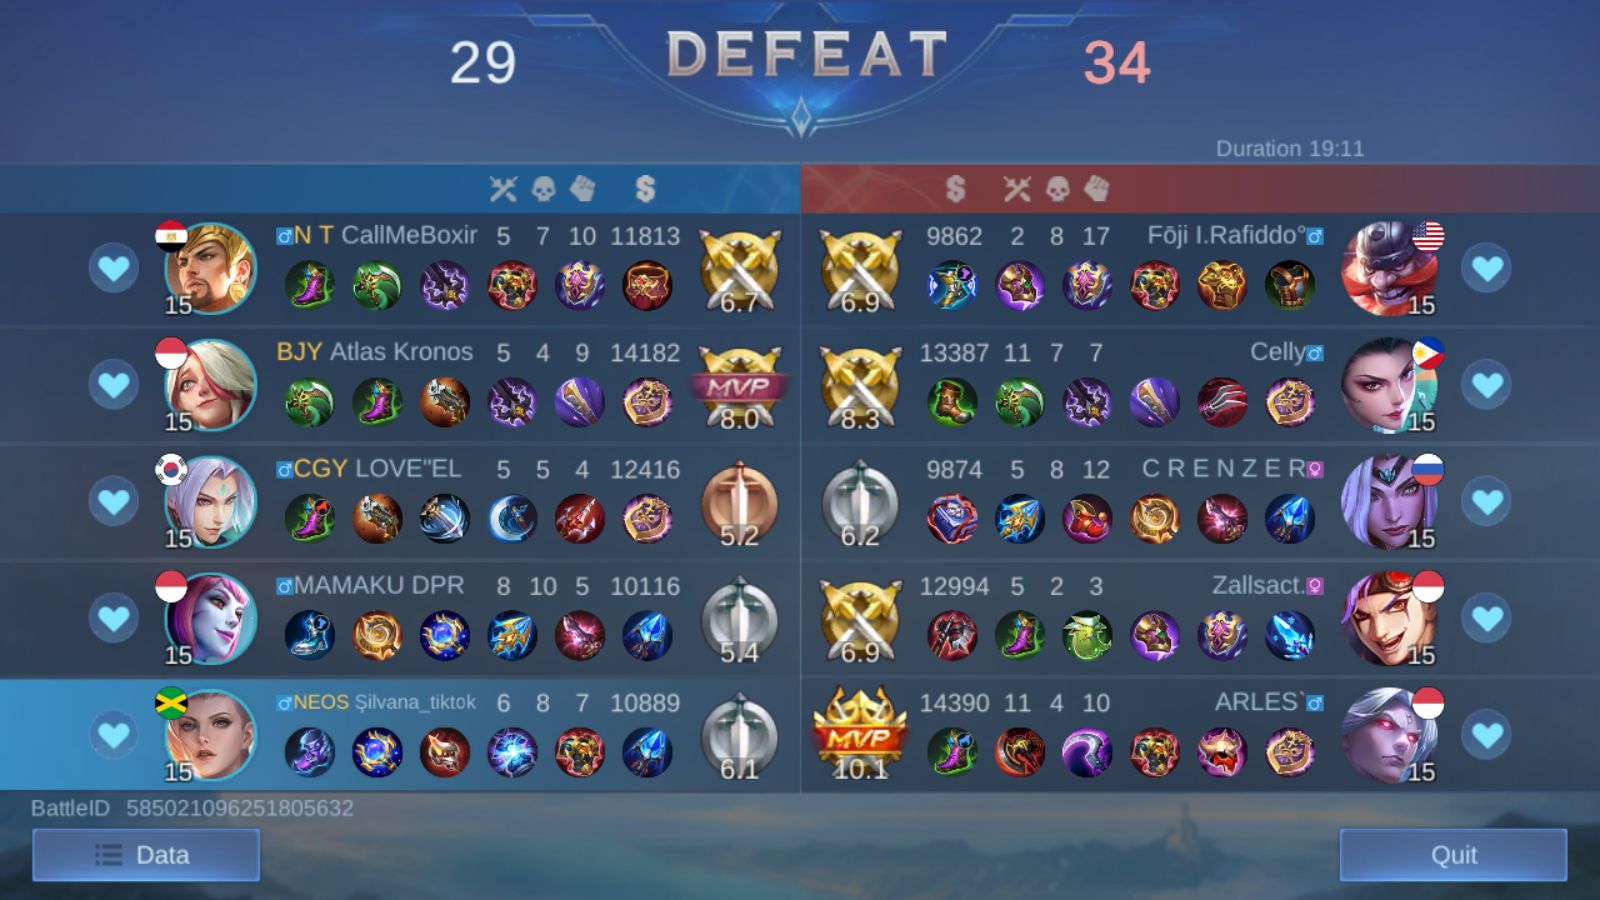 29 DEFEAT 34
Duration 19:11
N T CallMeBoxir 5 7 10 11813
15 6.7
9862 2 8 17 Fōji I.Rafiddo°
6.9 15
BJY Atlas Kronos 5 4 9 14182
MVP
15 8.0
13387 11 7 7 Celly
8.3 15
CGY LOVE"EL 5 5 4 12416
15 5.2
9874 5 8 12 C R E N Z E R
6.2 15
MAMAKU DPR 8 10 5 10116
15 5.4
12994 5 2 3 Zallsact.
6.9 15
NEOS Şilvana_tiktok 6 8 7 10889
15 6.1
14390 11 4 10 ARLES`
MVP
10.1 15
BattleID 585021096251805632
Data Quit